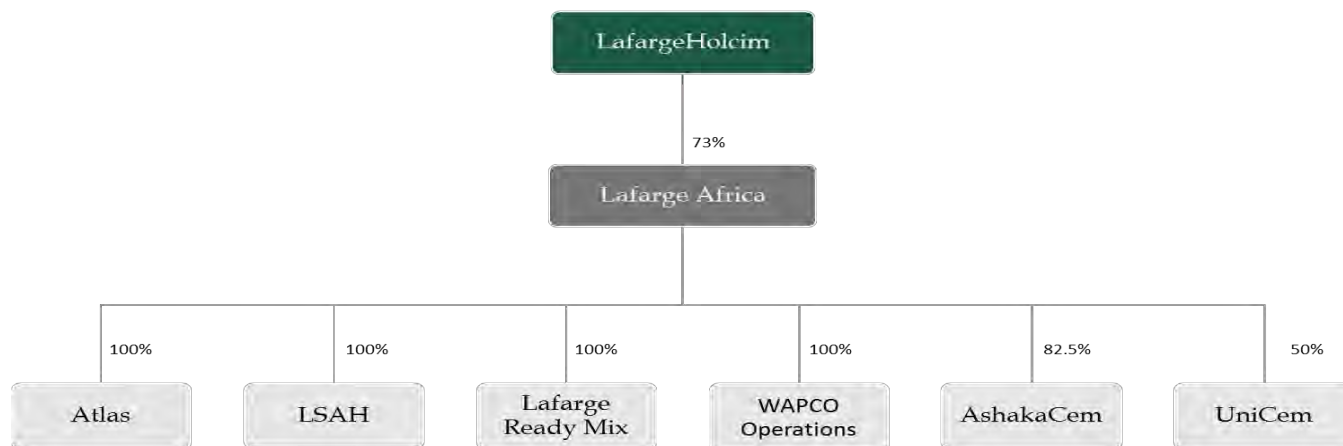 LafargeHolcim
73%
Lafarge Africa
100%
100%
100%
100%
82.5%
50%
Atlas
LSAH
Lafarge
Ready Mix
WAPCO
Operations
AshakaCem
UniCem